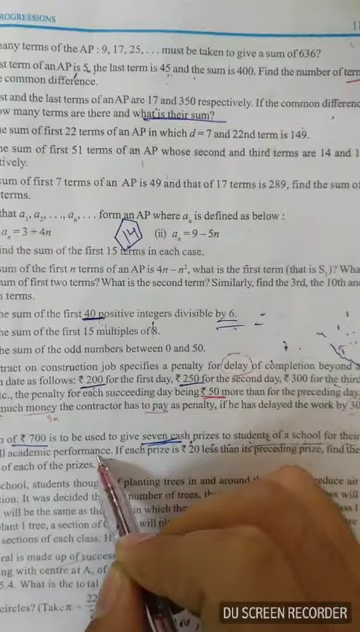 ROGRESSIONS
many terms of the AP : 9, 17, 25, . . . must be taken to give a sum of 636?
st term of an AP is 5, the last term is 45 and the sum is 400. Find the number of term
e common difference.
st and the last terms of an AP are 17 and 350 respectively. If the common differenc
ow many terms are there and what is their sum?
he sum of first 22 terms of an AP in which d = 7 and 22nd term is 149.
he sum of first 51 terms of an AP whose second and third terms are 14 and 1
tively.
sum of first 7 terms of an AP is 49 and that of 17 terms is 289, find the sum of
terms.
that a₁, a₂, . . ., aₙ, . . . form an AP where aₙ is defined as below :
aₙ = 3 + 4n 14 (ii) aₙ = 9 – 5n
ind the sum of the first 15 terms in each case.
sum of the first n terms of an AP is 4n – n², what is the first term (that is S₁)? Wha
um of first two terms? What is the second term? Similarly, find the 3rd, the 10th an
terms.
he sum of the first 40 positive integers divisible by 6.
he sum of the first 15 multiples of 8.
he sum of the odd numbers between 0 and 50.
tract on construction job specifies a penalty for delay of completion beyond a
n date as follows: ₹ 200 for the first day, ₹ 250 for the second day, ₹ 300 for the third
tc., the penalty for each succeeding day being ₹ 50 more than for the preceding day.
much money the contractor has to pay as penalty, if he has delayed the work by 30
n of ₹ 700 is to be used to give seven cash prizes to students of a school for their
ll academic performance. If each prize is ₹ 20 less than its preceding prize, find the
of each of the prizes.
school, students thoug of planting trees in and around educe air
tion. It was decided th number of trees, th will
will be the same as th in which the lass I
plant 1 tree, a section of C will pl
sections of each class. H
ral is made up of success
ng with centre at A, of
5.4. What is the total
circles? (Take π = 22
DU SCREEN RECORDER